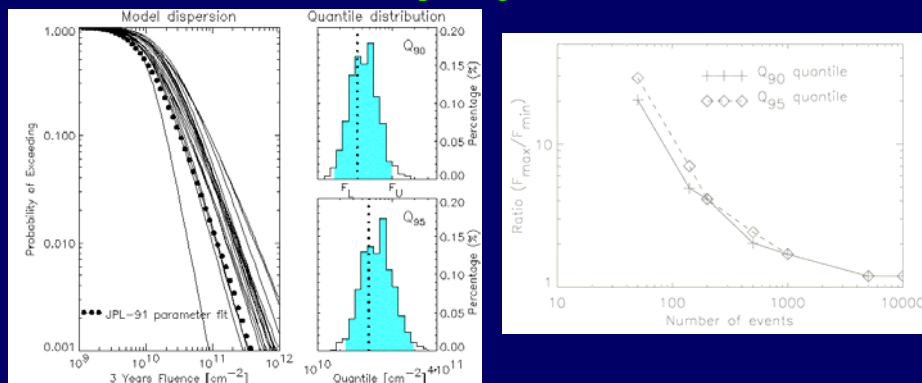 Model dispersion
1.000
0.100
0.010
0.001
Probability of Exceeding
JPL-91 parameter fit
10^9
10^10
10^11
10^12
3 Years Fluence [cm^-2]
Quantile distribution
Q_90
0.20
0.15
0.10
0.05
0.00
Percentage (%)
F_L
F_U
Q_95
0.20
0.15
0.10
0.05
0.00
Percentage (%)
10^10
4*10^11
Quantile [cm^-2]
Q_90 quantile
Q_95 quantile
Ratio (F_max/F_min)
10
1
10
100
1000
10000
Number of events